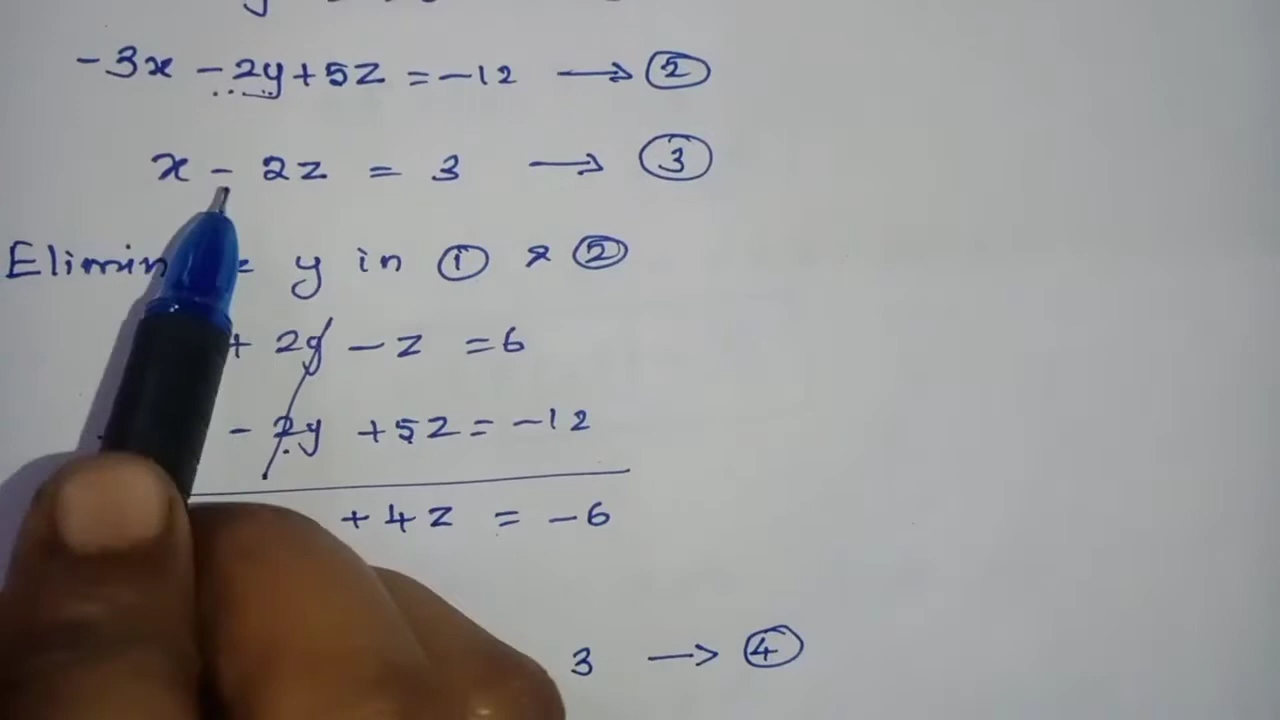 -3x - 2y + 5z = -12 → ②
x - 2z = 3 → ③
y in ① & ②
+ 2y - z = 6
- 2y + 5z = -12
+ 4z = -6
3 → ④